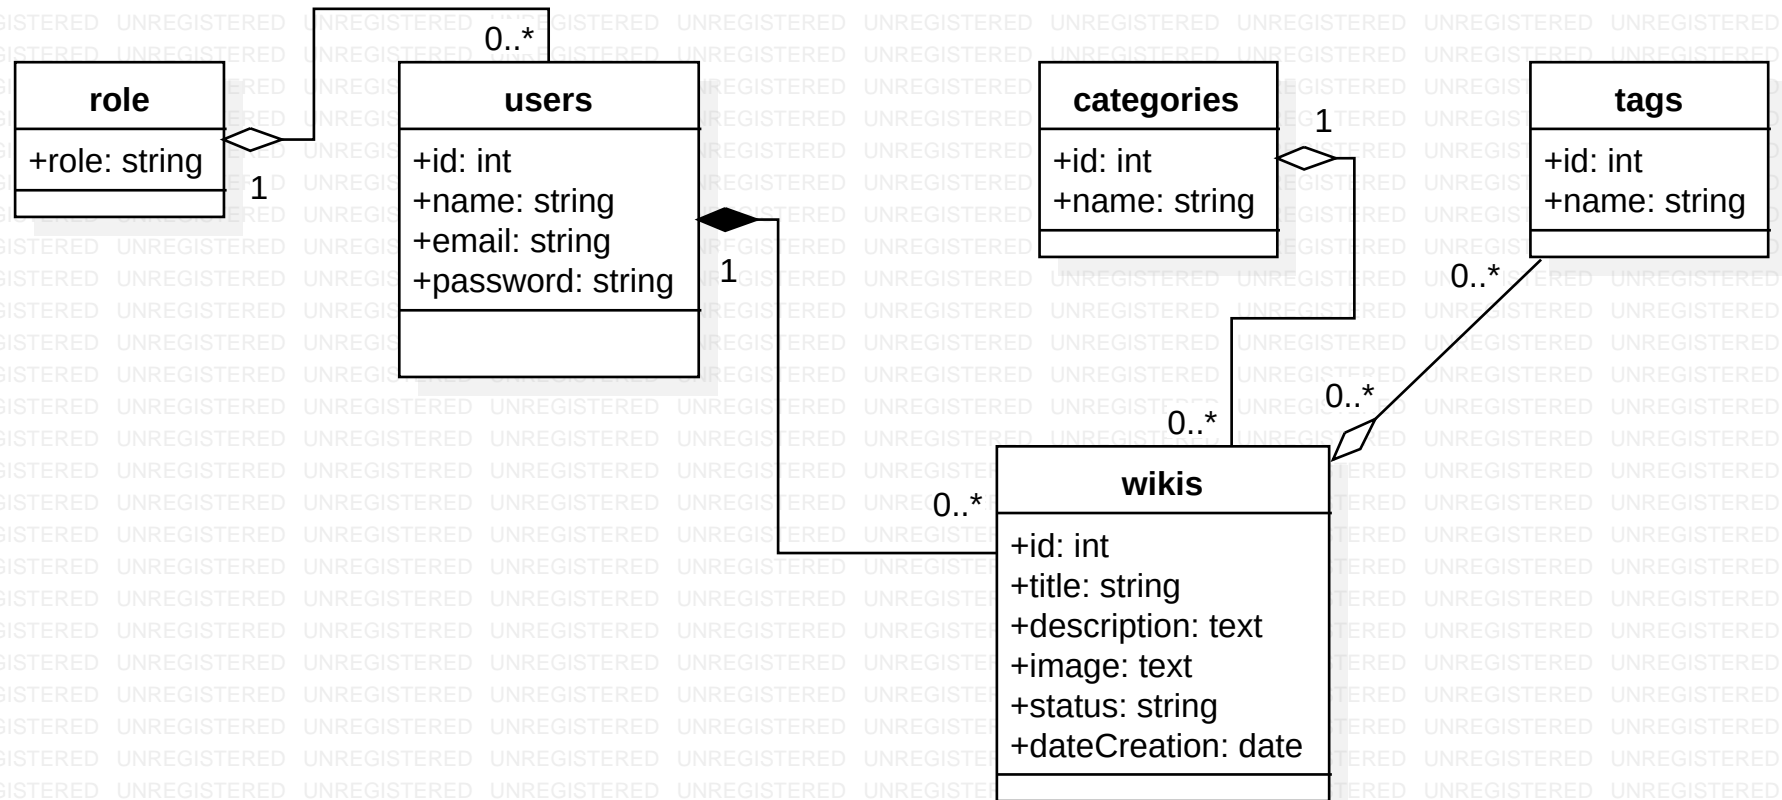 role
+role: string
1
0..*
users
+id: int
+name: string
+email: string
+password: string
1
categories
+id: int
+name: string
1
tags
+id: int
+name: string
0..*
0..*
0..*
0..*
wikis
+id: int
+title: string
+description: text
+image: text
+status: string
+dateCreation: date
UNREGISTERED